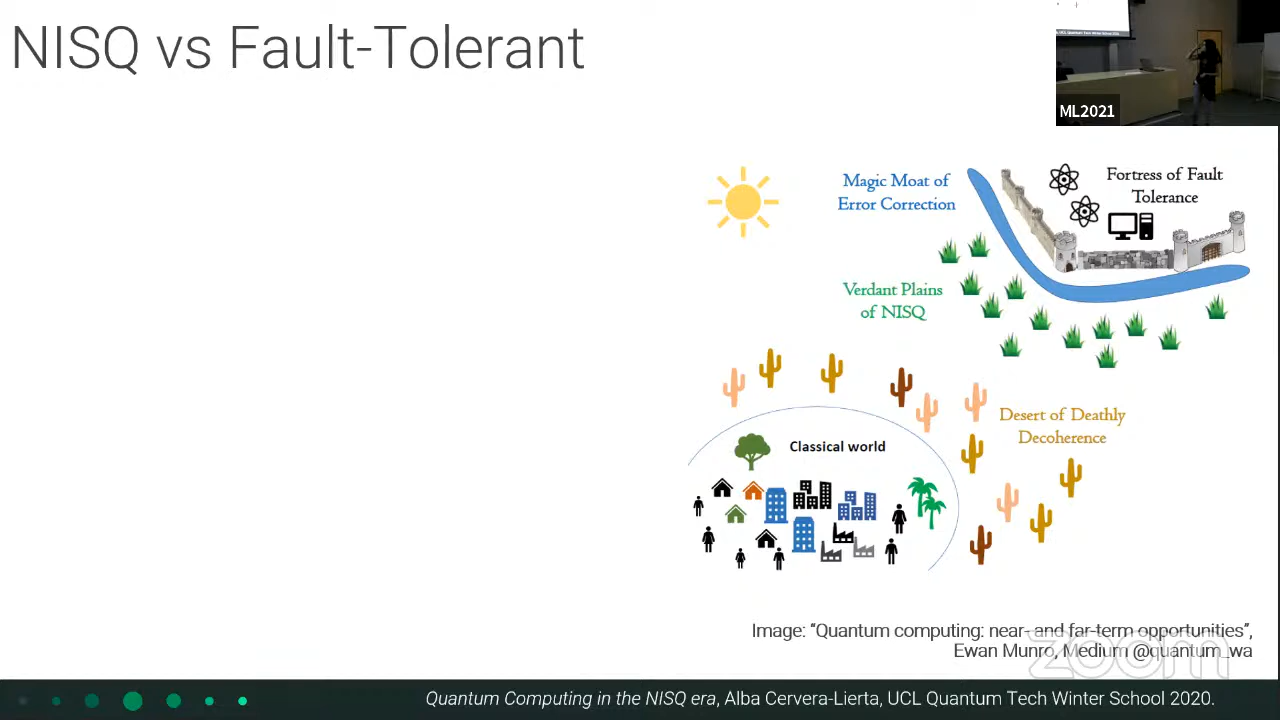 NISQ vs Fault-Tolerant
ML2021
Magic Moat of
Error Correction
Fortress of Fault
Tolerance
Verdant Plains
of NISQ
Desert of Deathly
Decoherence
Classical world
Image: “Quantum computing: near- and far-term opportunities”,
Ewan Munro, Medium @quantum_wa
zoom
Quantum Computing in the NISQ era, Alba Cervera-Lierta, UCL Quantum Tech Winter School 2020.